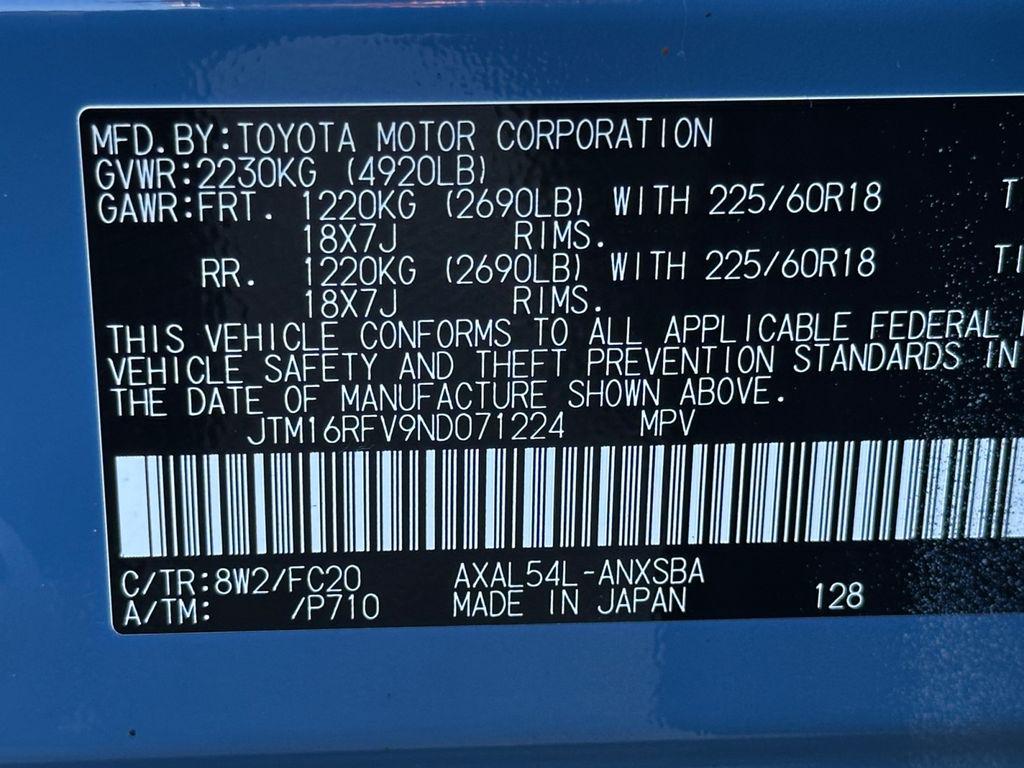 MFD.BY:TOYOTA MOTOR CORPORATION
GVWR:2230KG (4920LB)
GAWR:FRT. 1220KG (2690LB) WITH 225/60R18
18X7J RIMS.
RR. 1220KG (2690LB) WITH 225/60R18 TI
18X7J RIMS.
THIS VEHICLE CONFORMS TO ALL APPLICABLE FEDERAL
VEHICLE SAFETY AND THEFT PREVENTION STANDARDS IN
THE DATE OF MANUFACTURE SHOWN ABOVE.
JTM16RFV9ND071224 MPV
C/TR:8W2/FC20 AXAL54L-ANXSBA
A/TM: /P710 MADE IN JAPAN 128